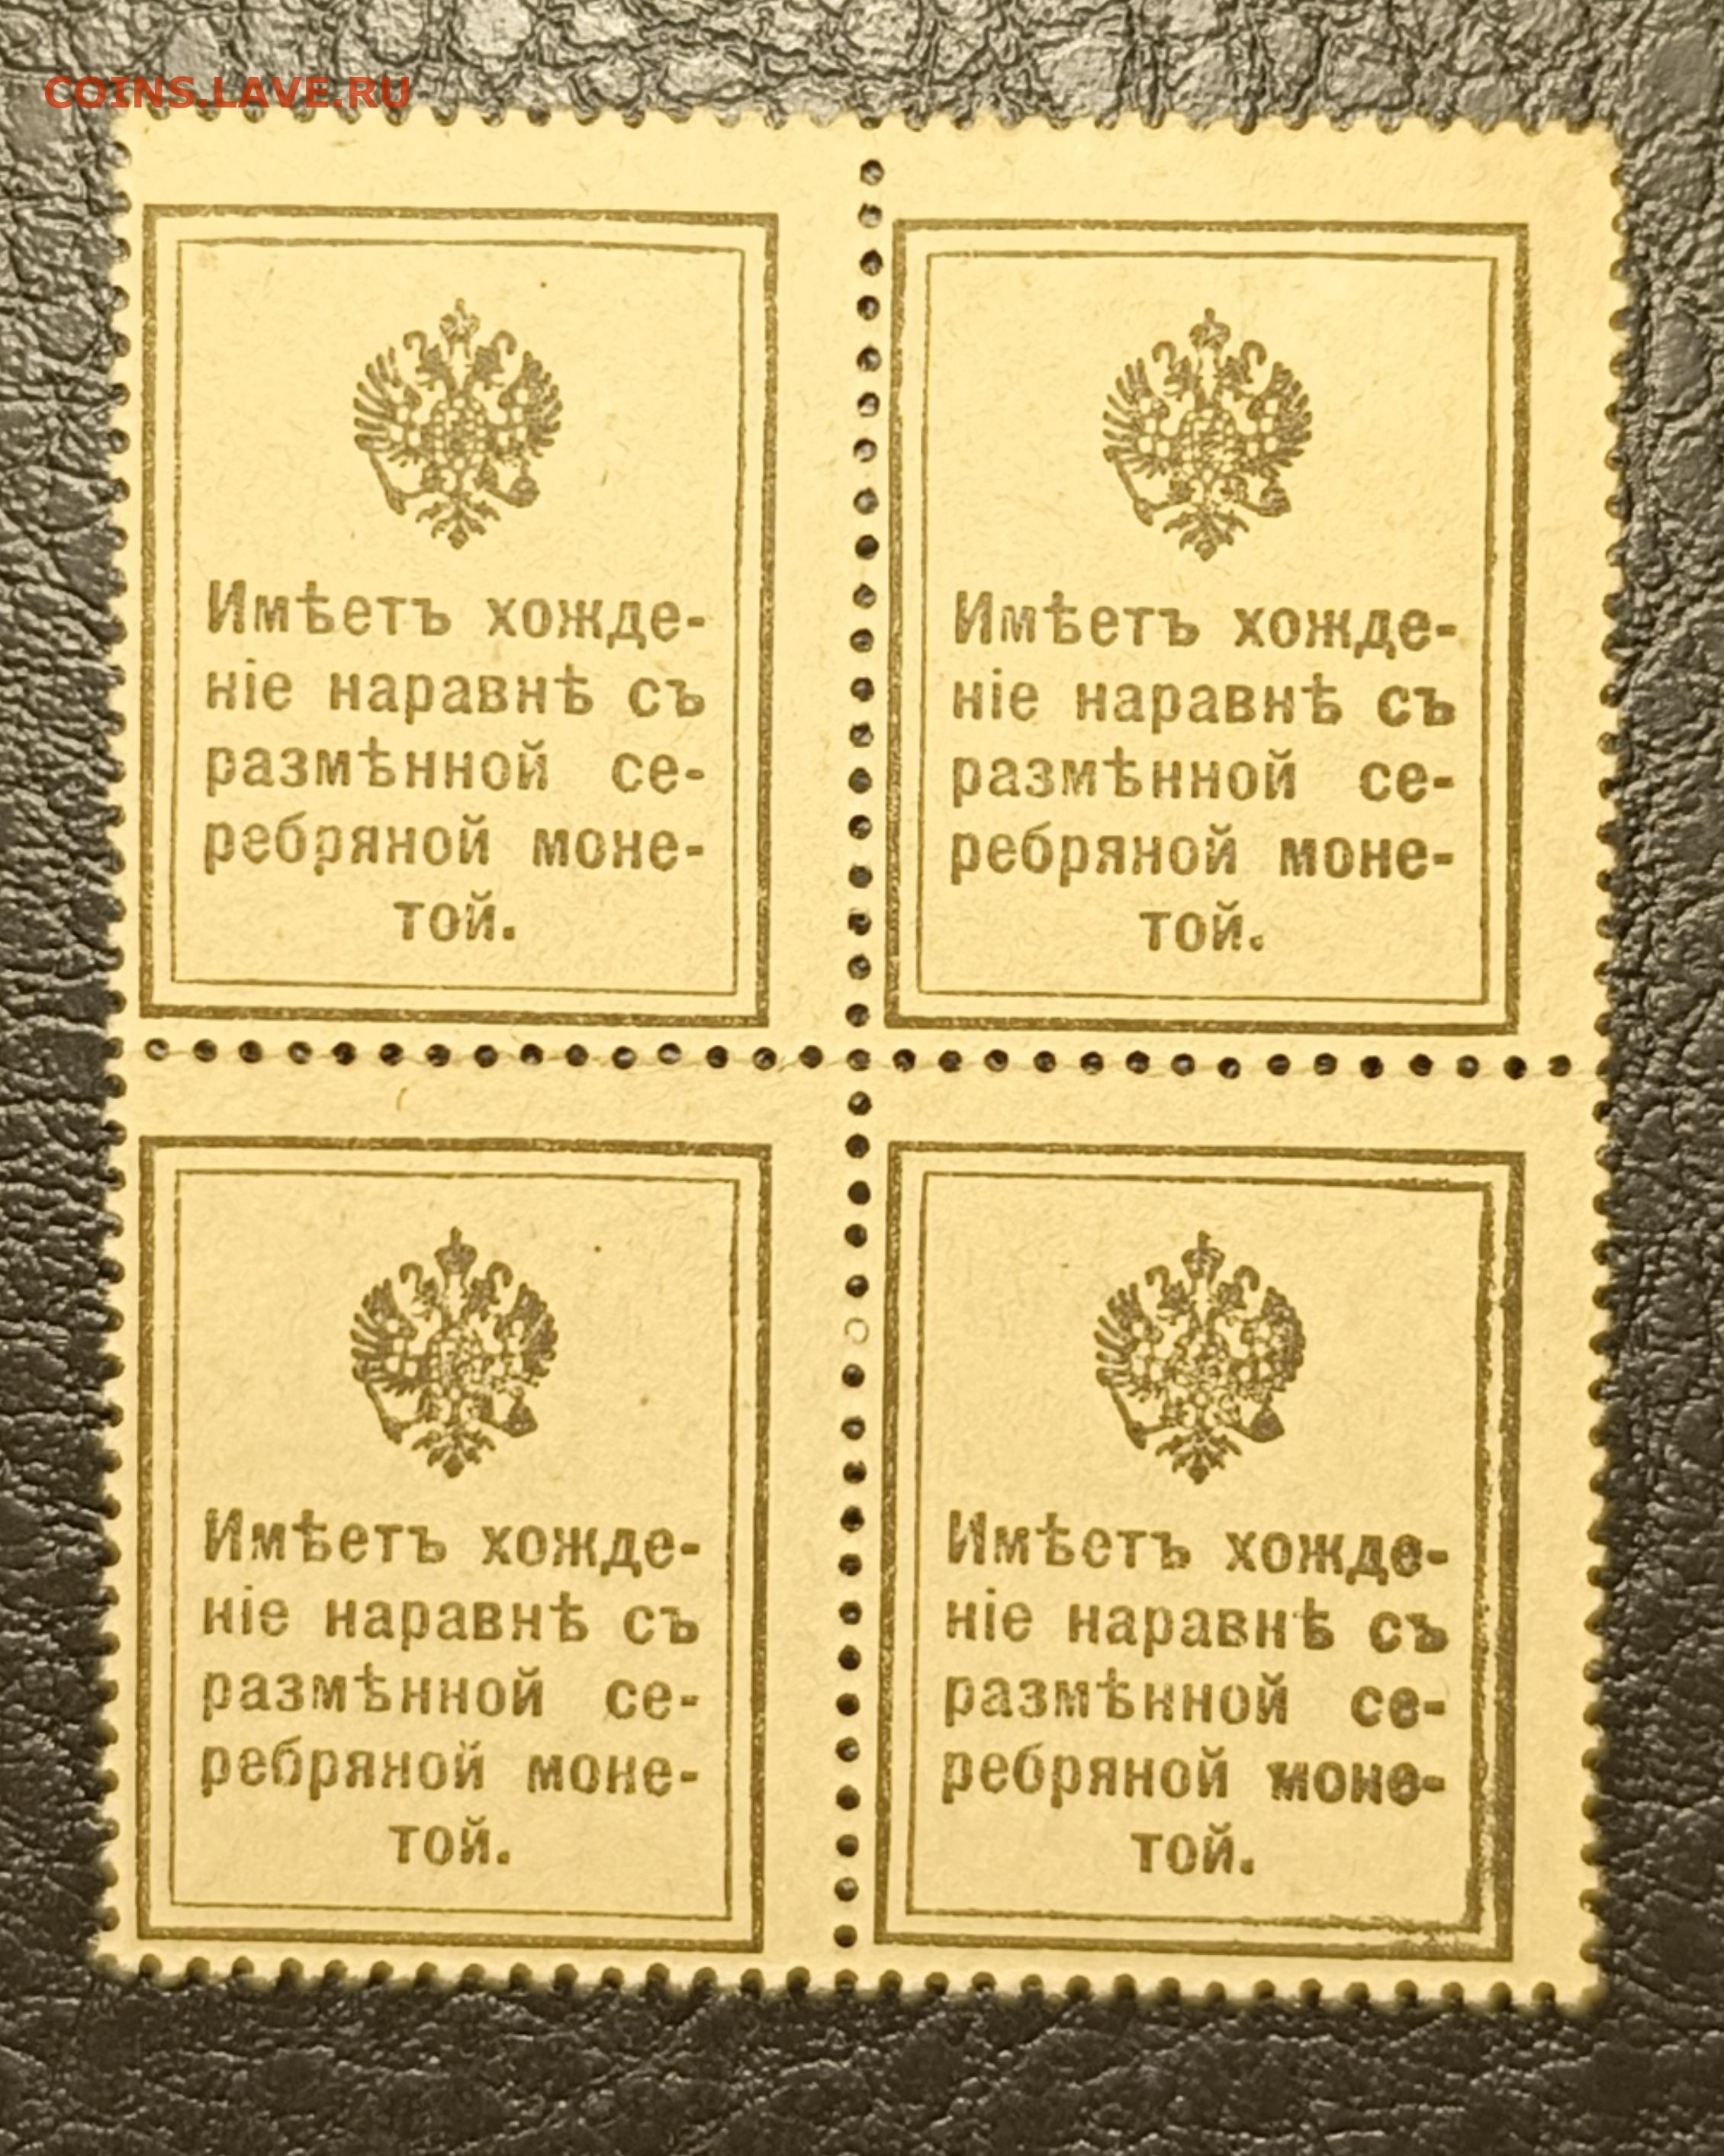 COINS.LAVE.RU
Имѣетъ хожде-
ніе наравнѣ съ
размѣнной се-
ребряной моне-
той.
Имѣетъ хожде-
ніе наравнѣ съ
размѣнной се-
ребряной моне-
той.
Имѣетъ хожде-
ніе наравнѣ съ
размѣнной се-
ребряной моне-
той.
Имѣетъ хожде-
ніе наравнѣ съ
размѣнной се-
ребряной моне-
той.